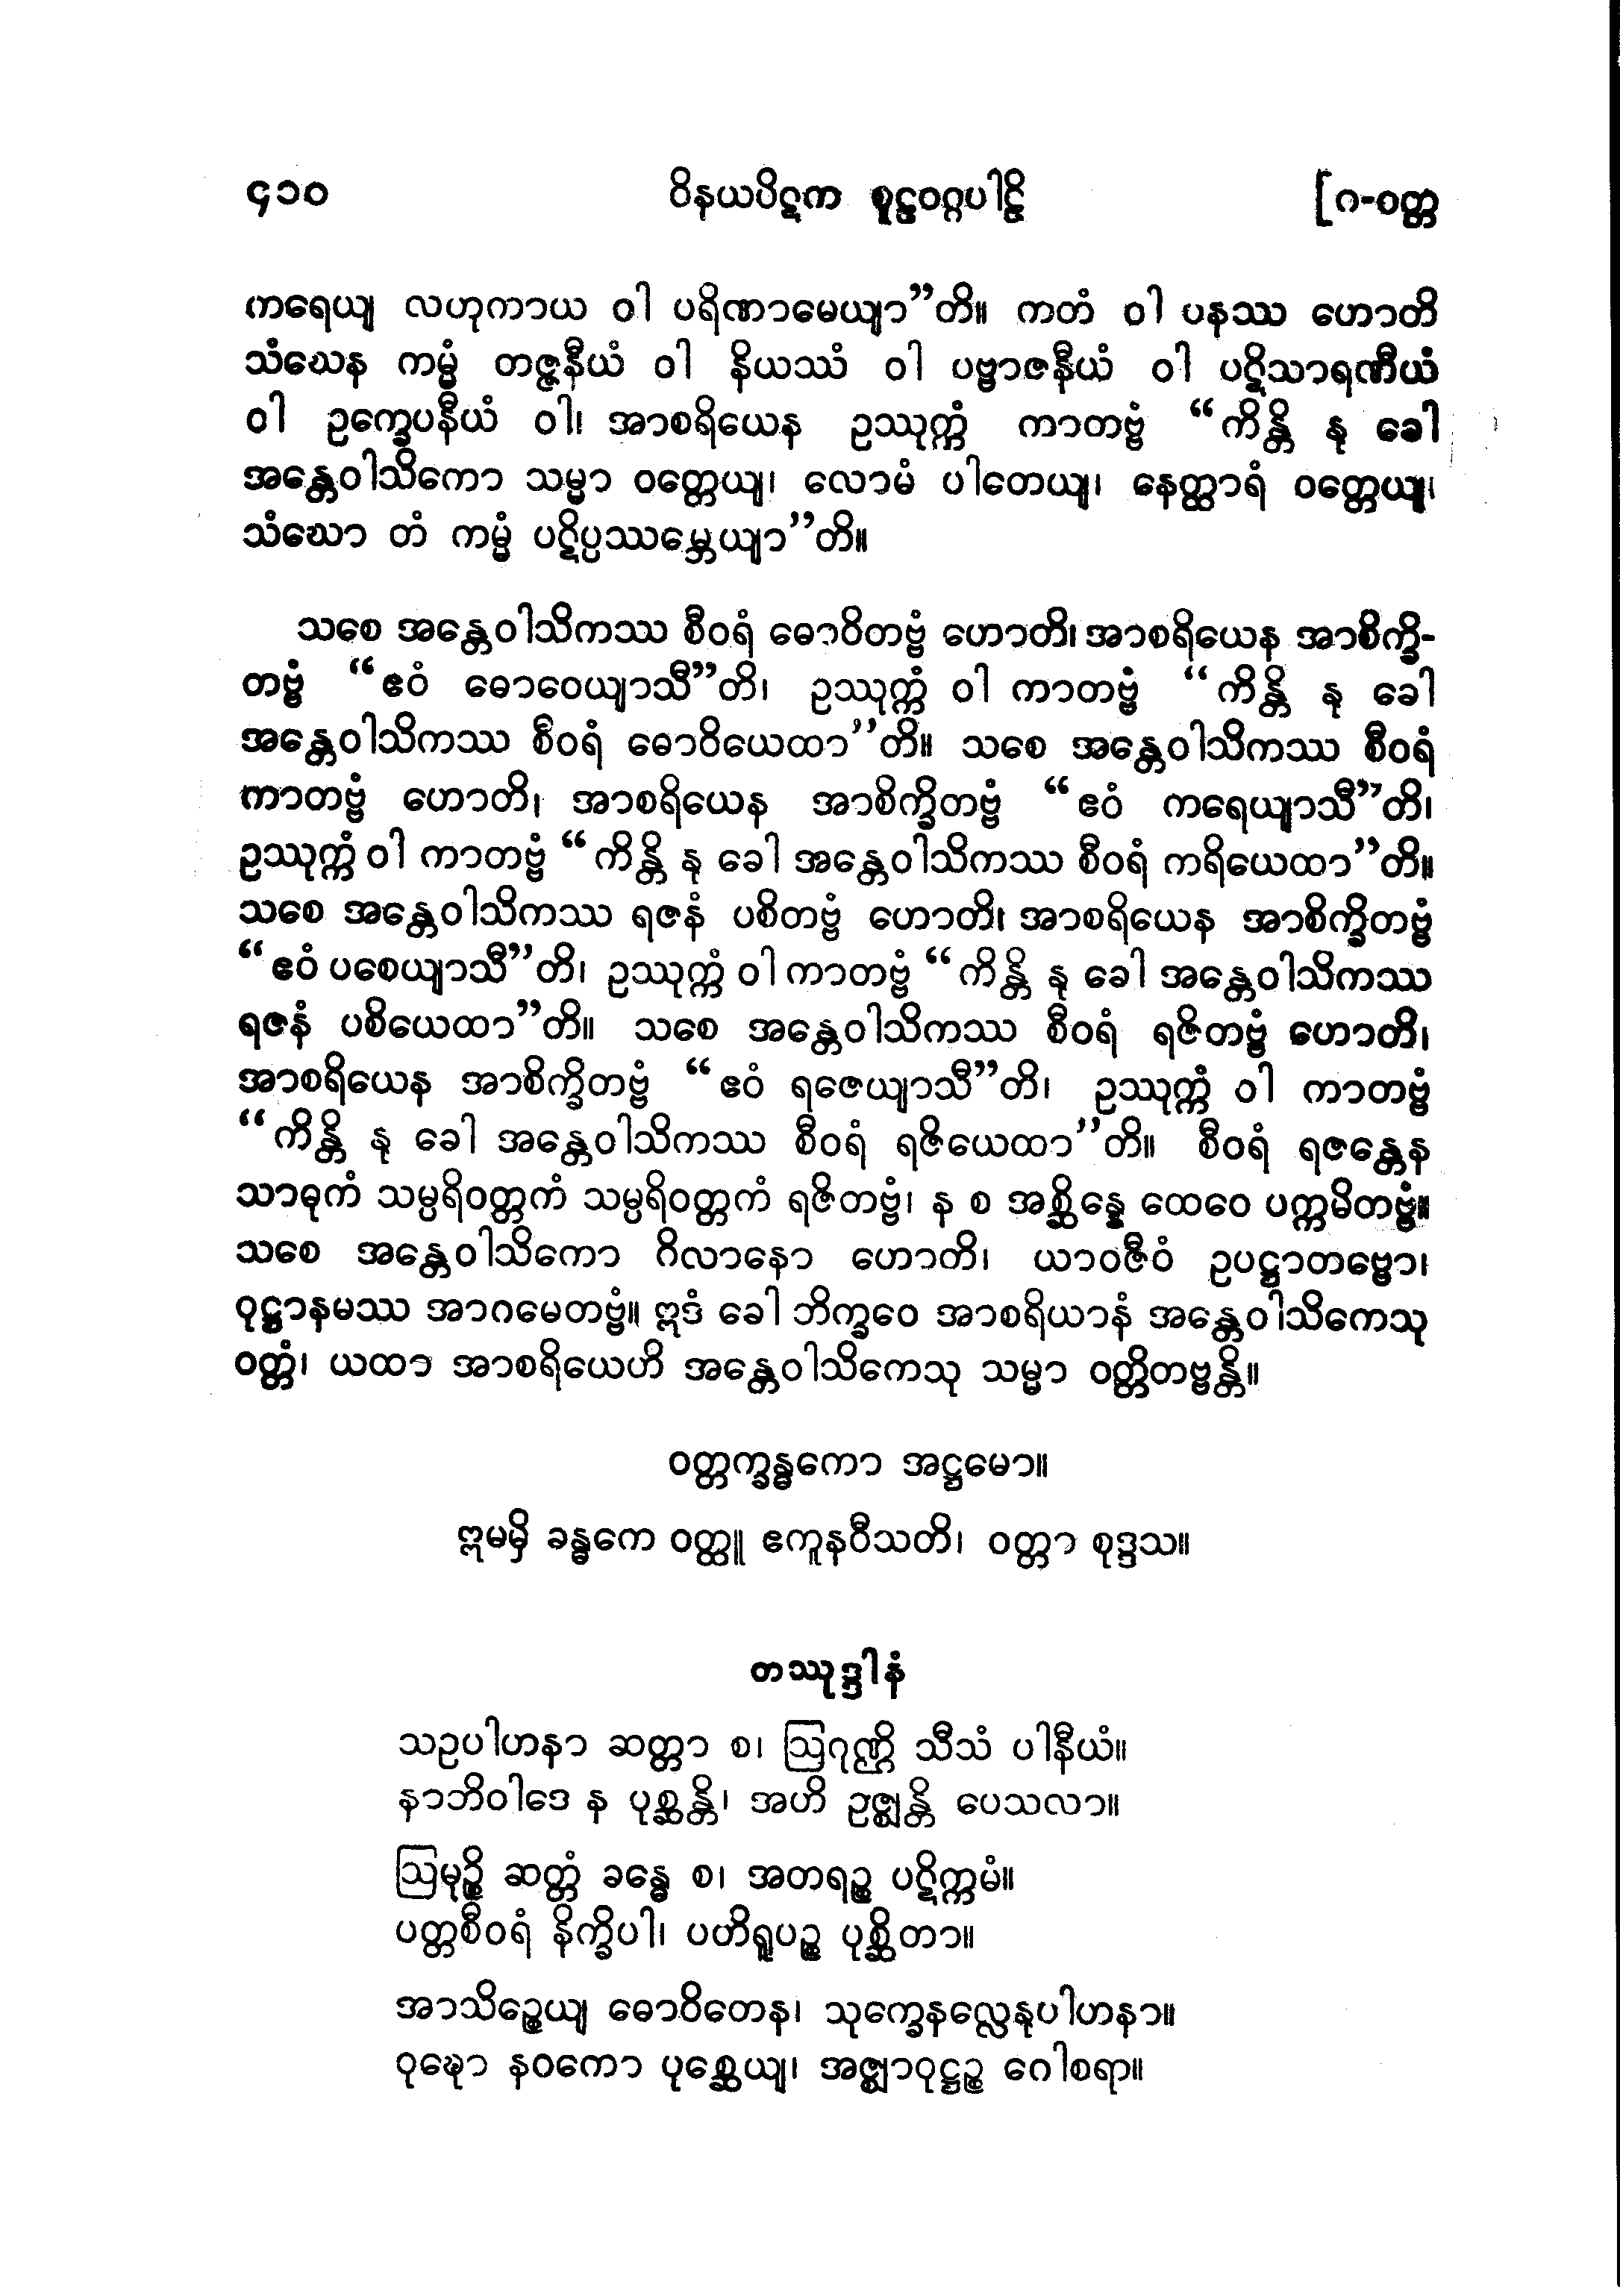 ၄၁၀ ဝိနယပိဋက စူဠဝဂ္ဂပါဠိ [၈-ဝတ္တ
ကရေယျ လဟုကာယ ဝါ ပရိဏာမေယျာ”တိ။ ကတံ ဝါ ပနဿ ဟောတိ
သံဃေန ကမ္မံ တဇ္ဇနီယံ ဝါ နိယဿံ ဝါ ပဗ္ဗာဇနီယံ ဝါ ပဋိသာရဏီယံ
ဝါ ဥက္ခေပနီယံ ဝါ၊ အာစရိယေန ဥဿုက္ကံ ကာတဗ္ဗံ “ကိန္တိ နု ခေါ
အန္တေဝါသိကော သမ္မာ ဝတ္တေယျ၊ လောမံ ပါတေယျ၊ နေတ္ထာရံ ဝတ္တေယျ၊
သံဃော တံ ကမ္မံ ပဋိပ္ပဿမ္ဘေယျာ”တိ။
သစေ အန္တေဝါသိကဿ စီဝရံ ဓောဝိတဗ္ဗံ ဟောတိ၊ အာစရိယေန အာစိက္ခိ-
တဗ္ဗံ “ဧဝံ ဓောဝေယျာသီ”တိ၊ ဥဿုက္ကံ ဝါ ကာတဗ္ဗံ “ကိန္တိ နု ခေါ
အန္တေဝါသိကဿ စီဝရံ ဓောဝိယေထာ”တိ။ သစေ အန္တေဝါသိကဿ စီဝရံ
ကာတဗ္ဗံ ဟောတိ၊ အာစရိယေန အာစိက္ခိတဗ္ဗံ “ဧဝံ ကရေယျာသီ”တိ၊
ဥဿုက္ကံ ဝါ ကာတဗ္ဗံ “ကိန္တိ နု ခေါ အန္တေဝါသိကဿ စီဝရံ ကရိယေထာ”တိ။
သစေ အန္တေဝါသိကဿ ရဇနံ ပစိတဗ္ဗံ ဟောတိ၊ အာစရိယေန အာစိက္ခိတဗ္ဗံ
“ဧဝံ ပစေယျာသီ”တိ၊ ဥဿုက္ကံ ဝါ ကာတဗ္ဗံ “ကိန္တိ နု ခေါ အန္တေဝါသိကဿ
ရဇနံ ပစိယေထာ”တိ။ သစေ အန္တေဝါသိကဿ စီဝရံ ရဇိတဗ္ဗံ ဟောတိ၊
အာစရိယေန အာစိက္ခိတဗ္ဗံ “ဧဝံ ရဇေယျာသီ”တိ၊ ဥဿုက္ကံ ဝါ ကာတဗ္ဗံ
“ကိန္တိ နု ခေါ အန္တေဝါသိကဿ စီဝရံ ရဇိယေထာ”တိ။ စီဝရံ ရဇန္တေန
သာဓုကံ သမ္ပရိဝတ္တကံ သမ္ပရိဝတ္တကံ ရဇိတဗ္ဗံ၊ န စ အစ္ဆိန္နေ ထေဝေ ပက္ကမိတဗ္ဗံ။
သစေ အန္တေဝါသိကော ဂိလာနော ဟောတိ၊ ယာဝဇီဝံ ဥပဋ္ဌာတဗ္ဗော၊
ဝုဋ္ဌာနမဿ အာဂမေတဗ္ဗံ။ ဣဒံ ခေါ ဘိက္ခဝေ အာစရိယာနံ အန္တေဝါသိကေသု
ဝတ္တံ၊ ယထာ အာစရိယေဟိ အန္တေဝါသိကေသု သမ္မာ ဝတ္တိတဗ္ဗန္တိ။
ဝတ္တက္ခန္ဓကော အဋ္ဌမော။
ဣမမှိ ခန္ဓကေ ဝတ္ထူ ဧကူနဝီသတိ၊ ဝတ္တာ စုဒ္ဒသ။
တဿုဒ္ဒါနံ
သဥပါဟနာ ဆတ္တာ စ၊ ဩဂုဏ္ဌိ သီသံ ပါနီယံ။
နာဘိဝါဒေ န ပုစ္ဆန္တိ၊ အဟိ ဥဇ္ဈန္တိ ပေသလာ။
ဩမုဉ္စိ ဆတ္တံ ခန္ဓေ စ၊ အတရဉ္စ ပဋိက္ကမံ။
ပတ္တစီဝရံ နိက္ခိပါ၊ ပတိရူပဉ္စ ပုစ္ဆိတာ။
အာသိဉ္စေယျ ဓောဝိတေန၊ သုက္ခေနလ္လေနုပါဟနာ။
ဝုဍ္ဎော နဝကော ပုစ္ဆေယျ၊ အဇ္ဈာဝုဋ္ဌဉ္စ ဂေါစရာ။